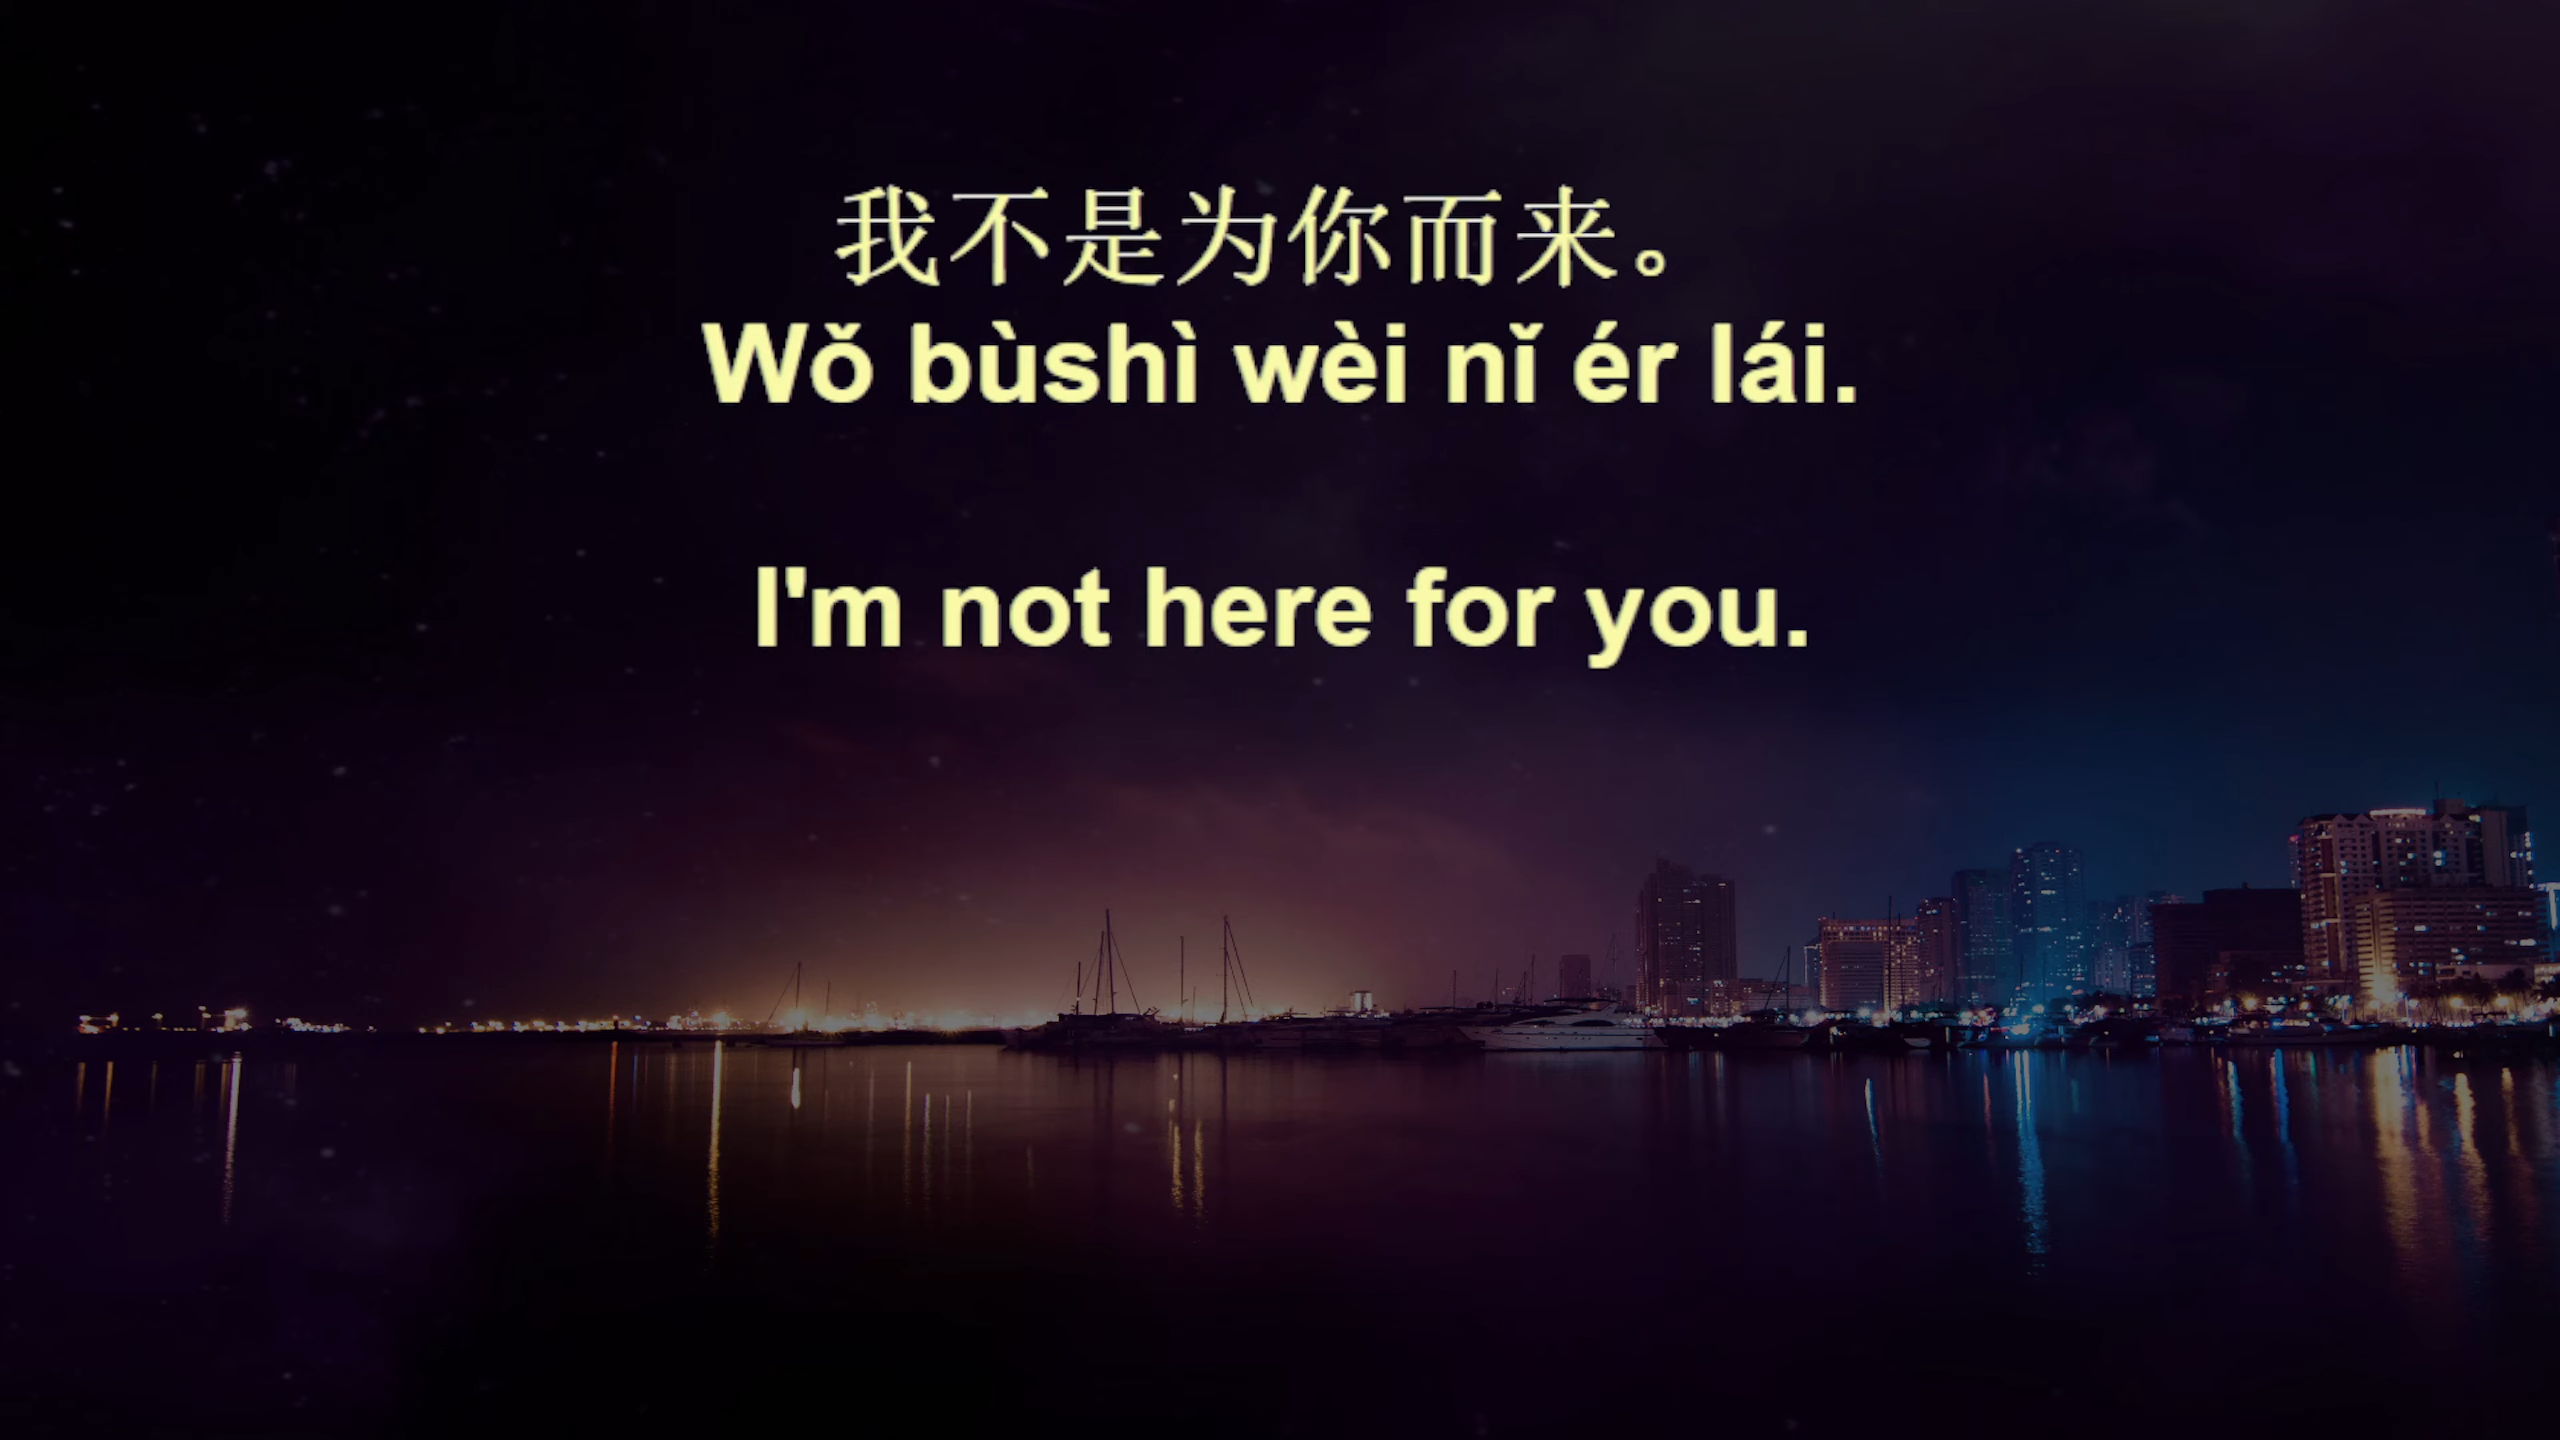 我不是为你而来。
Wǒ bùshì wèi nǐ ér lái.
I'm not here for you.